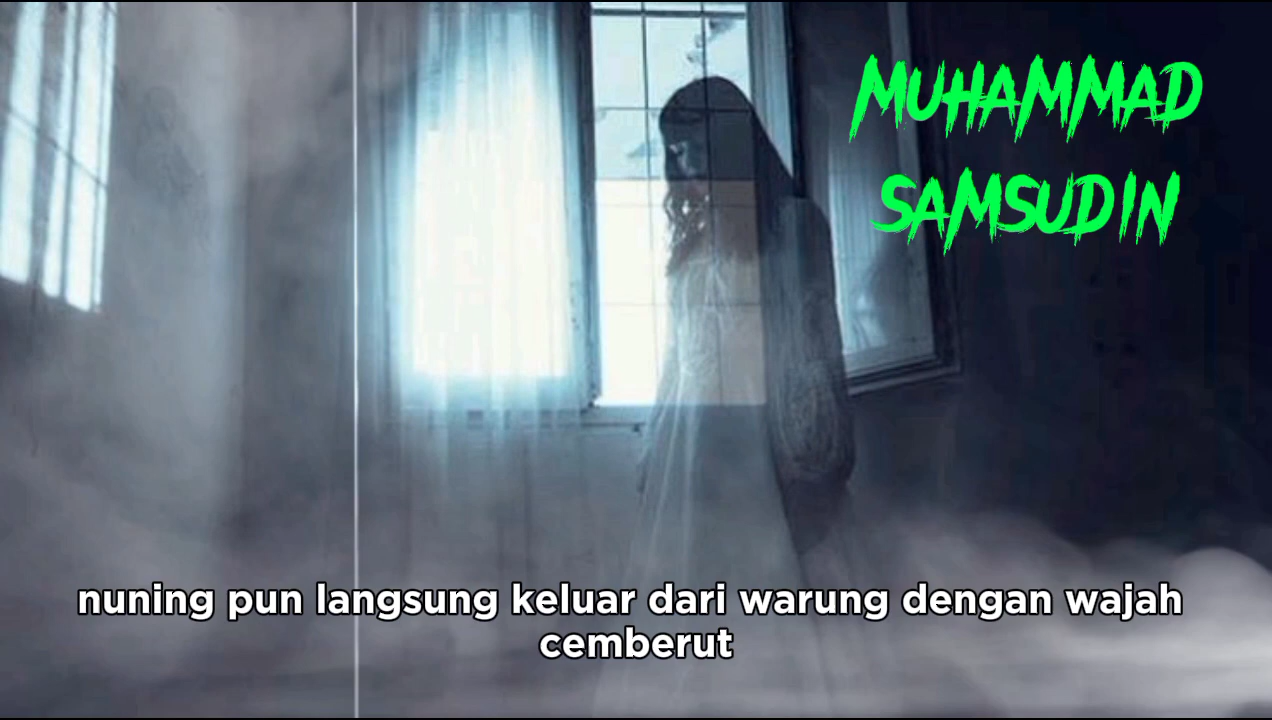 MUHAMMAD
SAMSUDIN
nuning pun langsung keluar dari warung dengan wajah
cemberut